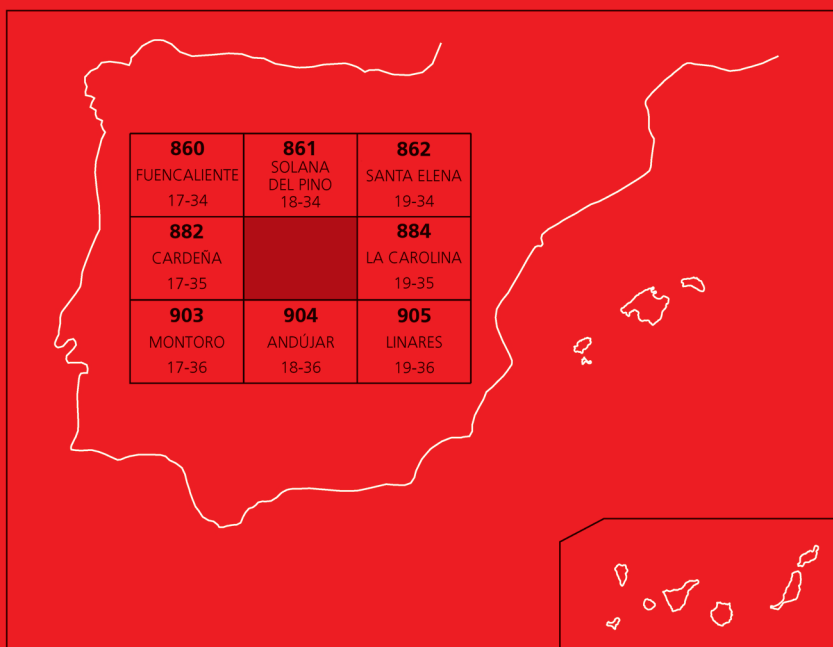 860
FUENCALIENTE
17-34
861
SOLANA
DEL PINO
18-34
862
SANTA ELENA
19-34
882
CARDEÑA
17-35
884
LA CAROLINA
19-35
903
MONTORO
17-36
904
ANDÚJAR
18-36
905
LINARES
19-36